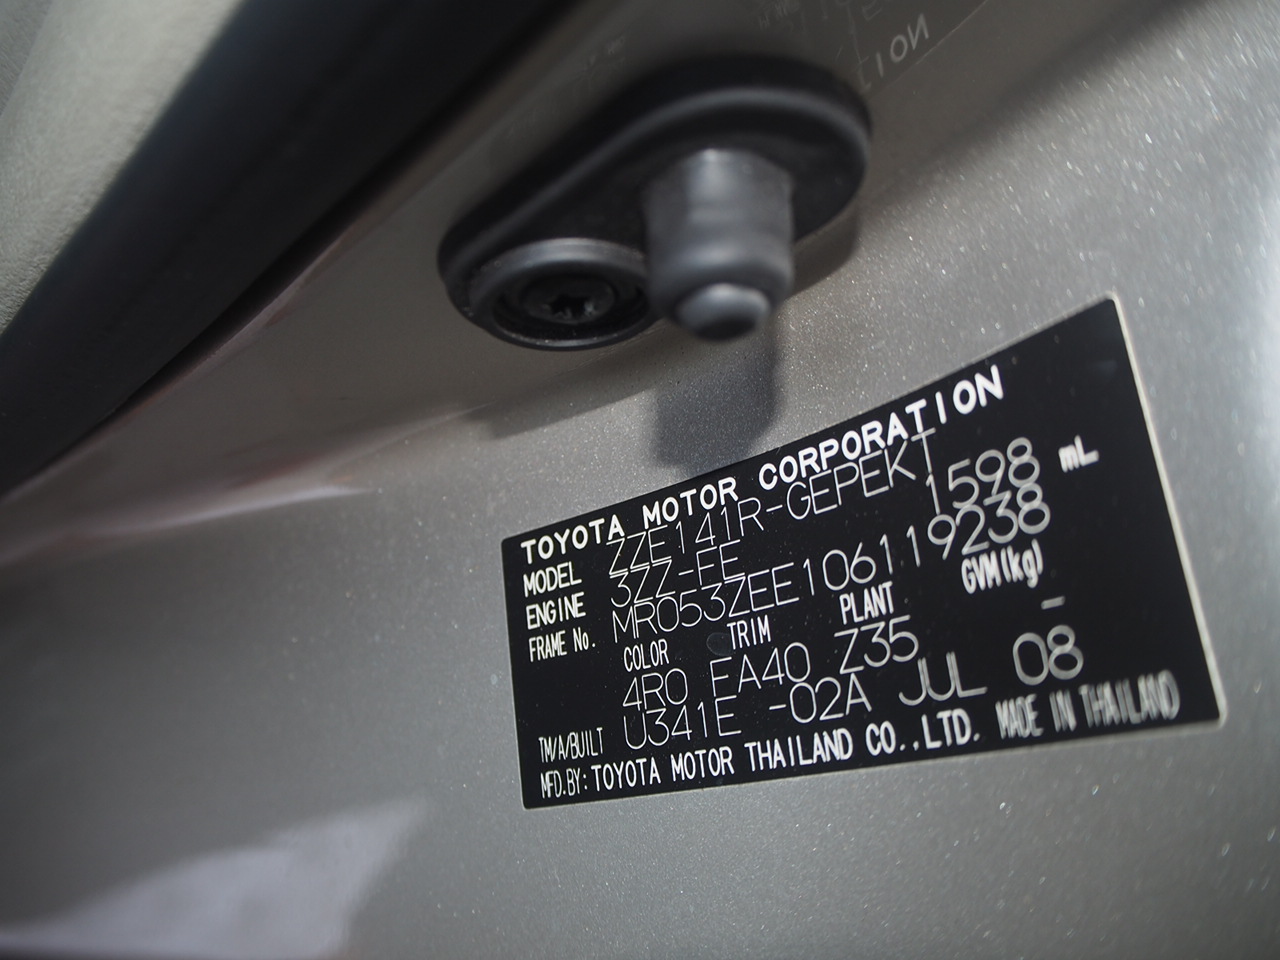 TOYOTA MOTOR CORPORATION
MODEL ZZE141R-GEPEKT
ENGINE 3ZZ-FE 1598 mL
FRAME No. MR053ZEE106119238
COLOR TRIM PLANT GVM(kg)
4R0 FA40 Z35 -
TM/A/BUILT U341E -02A JUL 08
MFD.BY: TOYOTA MOTOR THAILAND CO.,LTD. MADE IN THAILAND